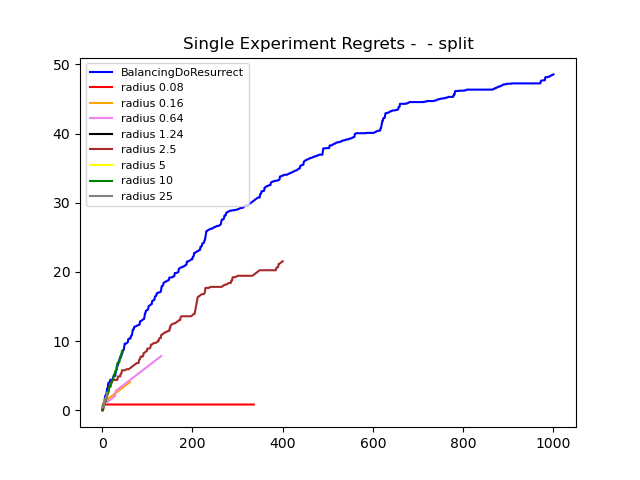 Single Experiment Regrets -  - split
BalancingDoResurrect
radius 0.08
radius 0.16
radius 0.64
radius 1.24
radius 2.5
radius 5
radius 10
radius 25
50
40
30
20
10
0
0 200 400 600 800 1000